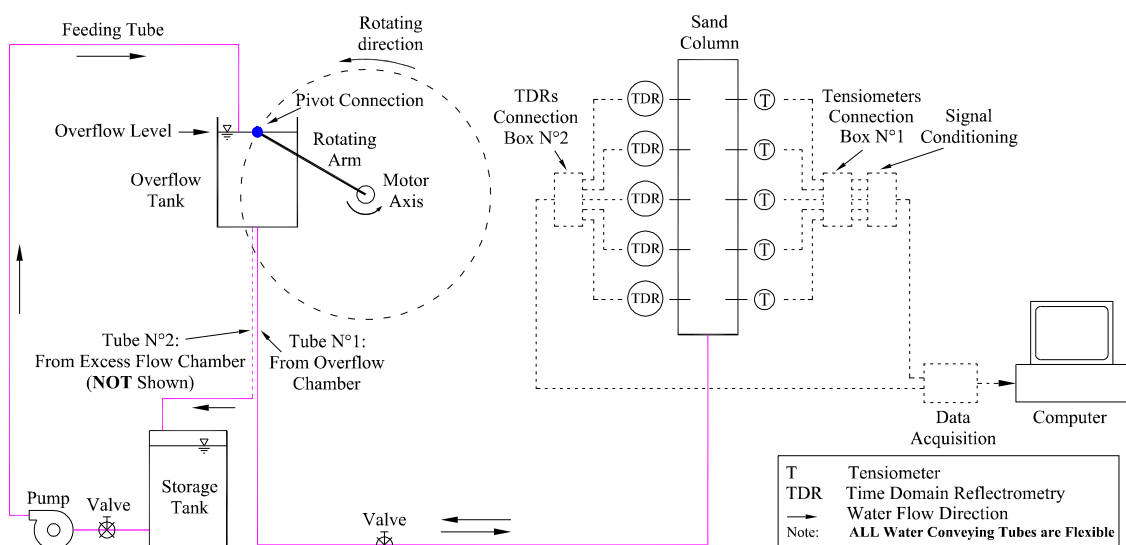 Feeding Tube
Rotating
direction
Pivot Connection
Overflow Level
Rotating
Arm
Overflow
Tank
Motor
Axis
Tube N°2:
From Excess Flow Chamber
(NOT Shown)
Tube N°1:
From Overflow
Chamber
Pump
Valve
Storage
Tank
Valve
Sand
Column
TDRs
Connection
Box N°2
TDR
TDR
TDR
TDR
TDR
T
T
T
T
T
Tensiometers
Connection
Box N°1
Signal
Conditioning
Data
Acquisition
Computer
T Tensiometer
TDR Time Domain Reflectrometry
Water Flow Direction
Note: ALL Water Conveying Tubes are Flexible